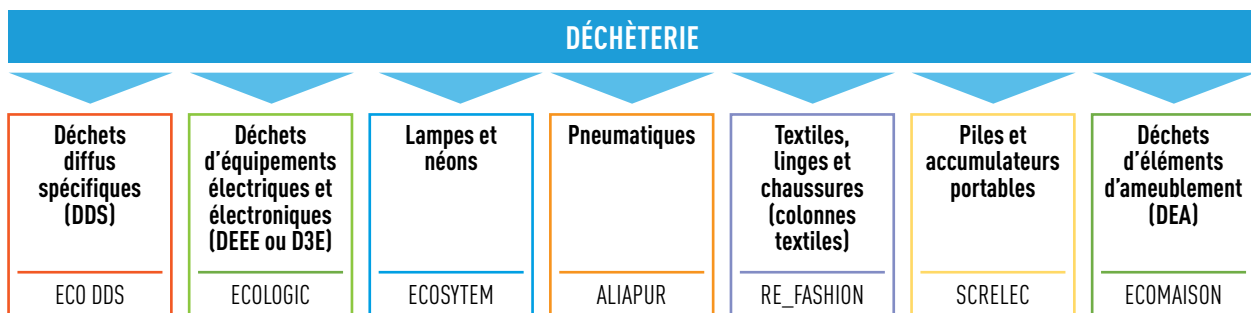 DÉCHÈTERIE
Déchets
diffus
spécifiques
(DDS)
ECO DDS
Déchets
d'équipements
électriques et
électroniques
(DEEE ou D3E)
ECOLOGIC
Lampes et
néons
ECOSYTEM
Pneumatiques
ALIAPUR
Textiles,
linges et
chaussures
(colonnes
textiles)
RE_FASHION
Piles et
accumulateurs
portables
SCRELEC
Déchets
d'éléments
d'ameublement
(DEA)
ECOMAISON